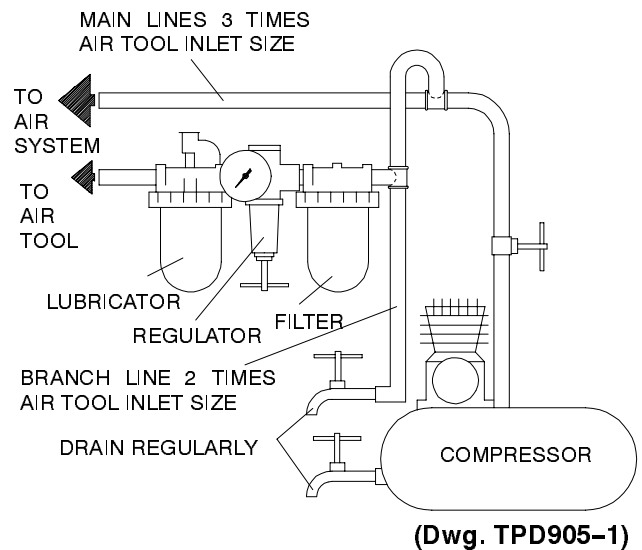 MAIN LINES 3 TIMES
AIR TOOL INLET SIZE
TO
AIR
SYSTEM
TO
AIR
TOOL
LUBRICATOR
REGULATOR
FILTER
BRANCH LINE 2 TIMES
AIR TOOL INLET SIZE
DRAIN REGULARLY
COMPRESSOR
(Dwg. TPD905–1)